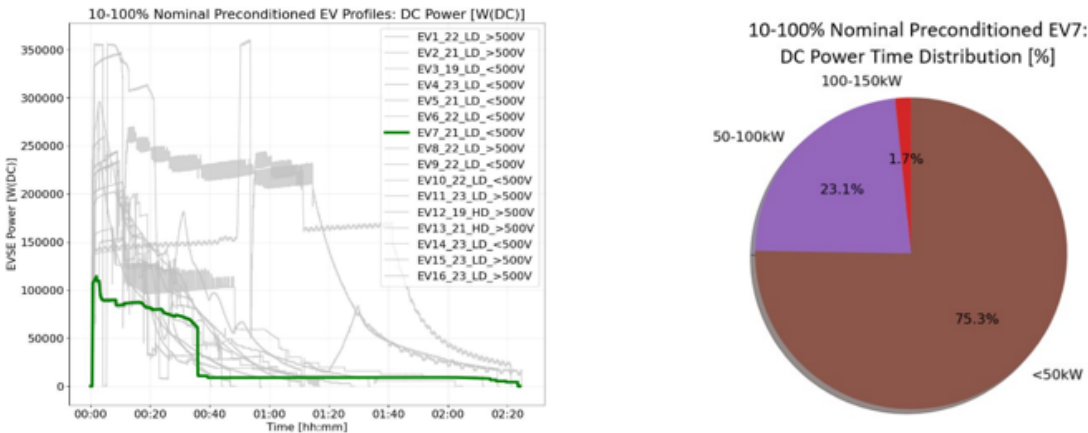 10-100% Nominal Preconditioned EV Profiles: DC Power [W(DC)]
EVSE Power [W(DC)]
350000
300000
250000
200000
150000
100000
50000
0
00:00 00:20 00:40 01:00 01:20 01:40 02:00 02:20
Time [hh:mm]
EV1_22_LD_>500V
EV2_21_LD_>500V
EV3_19_LD_<500V
EV4_23_LD_<500V
EV5_21_LD_<500V
EV6_22_LD_<500V
EV7_21_LD_<500V
EV8_22_LD_>500V
EV9_22_LD_<500V
EV10_22_LD_<500V
EV11_23_LD_>500V
EV12_19_HD_>500V
EV13_21_HD_>500V
EV14_23_LD_<500V
EV15_23_LD_>500V
EV16_23_LD_>500V
10-100% Nominal Preconditioned EV7:
DC Power Time Distribution [%]
100-150kW
1.7%
50-100kW
23.1%
75.3%
<50kW